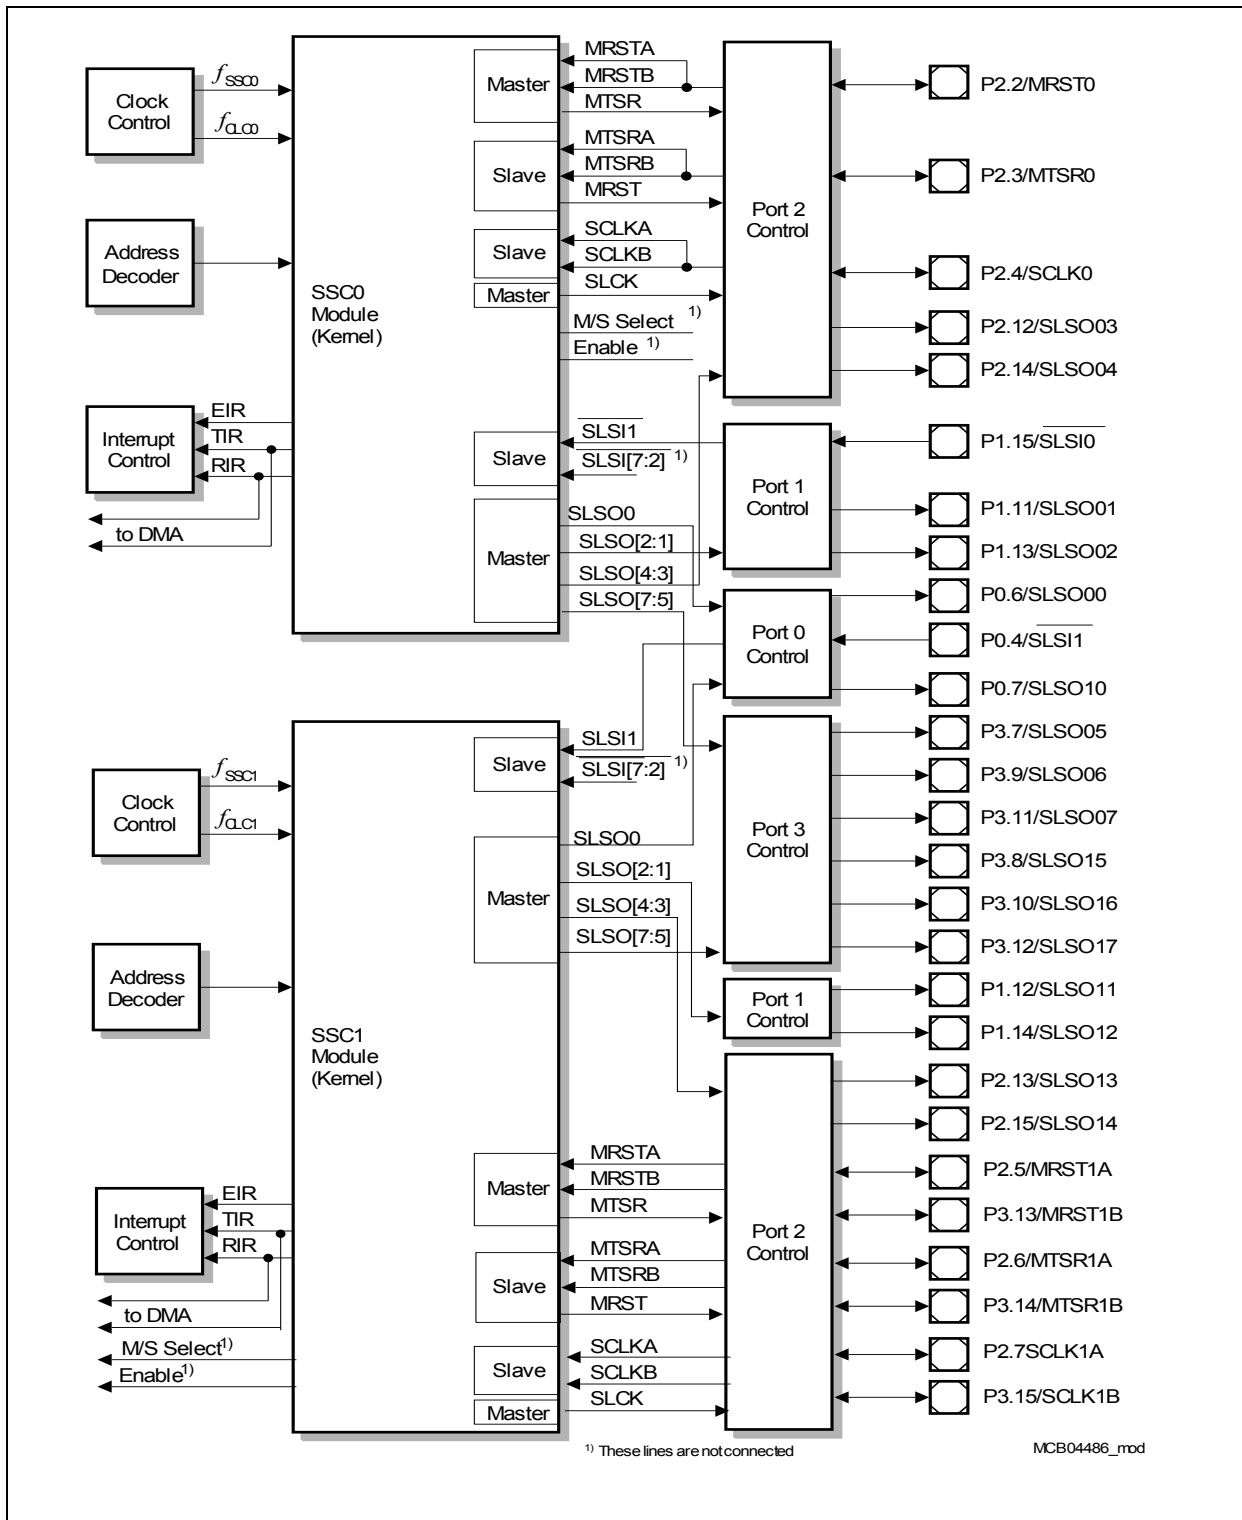 Clock
Control
fSSC0
fCLC0
Address
Decoder
Interrupt
Control
EIR
TIR
RIR
to DMA
SSC0
Module
(Kernel)
Master
MRSTA
MRSTB
MTSR
Slave
MTSRA
MTSRB
MRST
Slave
SCLKA
SCLKB
Master
SLCK
M/S Select 1)
Enable 1)
Slave
SLSI1
SLSI[7:2] 1)
Master
SLSO0
SLSO[2:1]
SLSO[4:3]
SLSO[7:5]
Port 2
Control
Port 1
Control
Port 0
Control
P2.2/MRST0
P2.3/MTSR0
P2.4/SCLK0
P2.12/SLSO03
P2.14/SLSO04
P1.15/SLSI0
P1.11/SLSO01
P1.13/SLSO02
P0.6/SLSO00
P0.4/SLSI1
P0.7/SLSO10
Clock
Control
fSSC1
fCLC1
Address
Decoder
Interrupt
Control
EIR
TIR
RIR
to DMA
M/S Select1)
Enable1)
SSC1
Module
(Kernel)
Slave
SLSI1
SLSI[7:2] 1)
Master
SLSO0
SLSO[2:1]
SLSO[4:3]
SLSO[7:5]
Master
MRSTA
MRSTB
MTSR
Slave
MTSRA
MTSRB
MRST
Slave
SCLKA
SCLKB
Master
SLCK
Port 3
Control
Port 1
Control
Port 2
Control
P3.7/SLSO05
P3.9/SLSO06
P3.11/SLSO07
P3.8/SLSO15
P3.10/SLSO16
P3.12/SLSO17
P1.12/SLSO11
P1.14/SLSO12
P2.13/SLSO13
P2.15/SLSO14
P2.5/MRST1A
P3.13/MRST1B
P2.6/MTSR1A
P3.14/MTSR1B
P2.7SCLK1A
P3.15/SCLK1B
1) These lines are not connected
MCB04486_mod